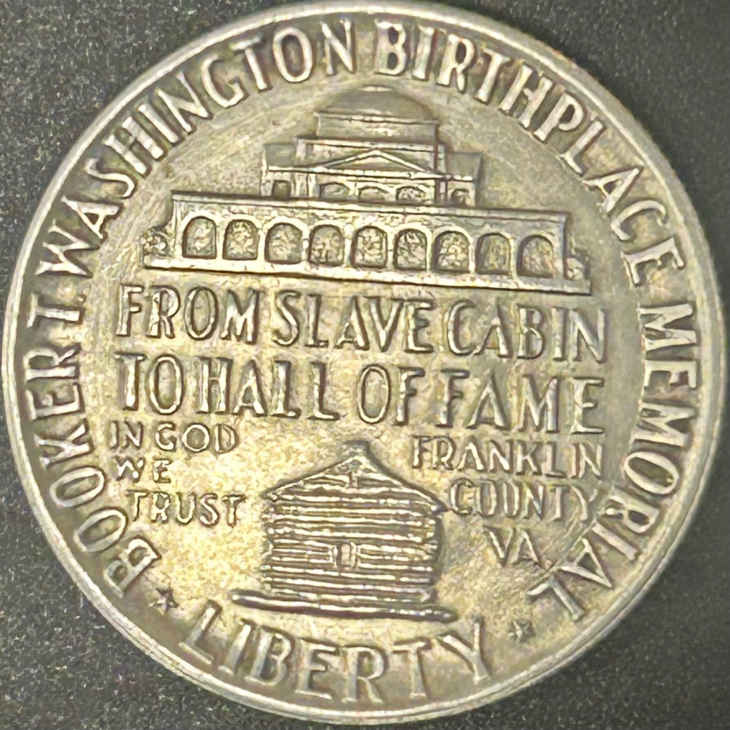 BOOKER T. WASHINGTON BIRTHPLACE MEMORIAL
FROM SLAVE CABIN
TO HALL OF FAME
IN GOD
WE
TRUST
FRANKLIN
COUNTY
VA.
LIBERTY